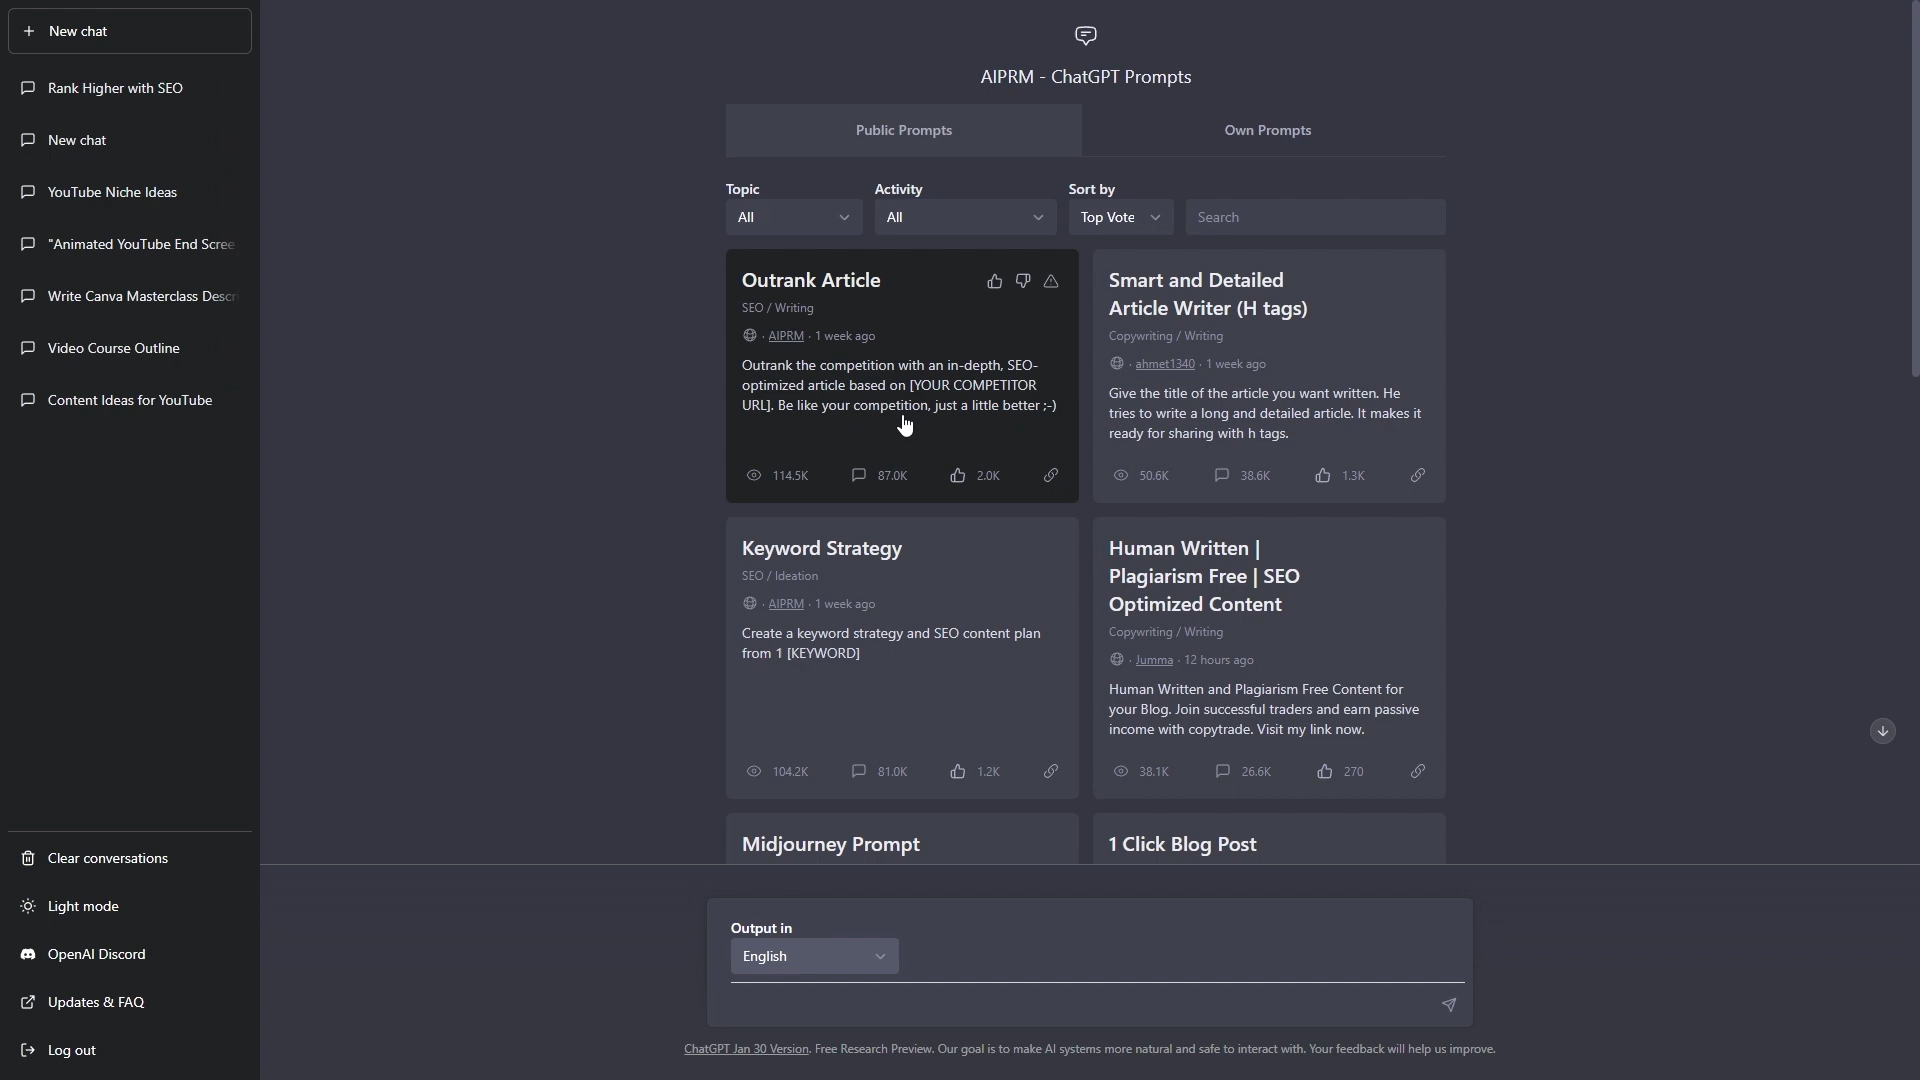 New chat
Rank Higher with SEO
New chat
YouTube Niche Ideas
"Animated YouTube End Scree
Write Canva Masterclass Descri
Video Course Outline
Content Ideas for YouTube
Clear conversations
Light mode
OpenAI Discord
Updates & FAQ
Log out
AIPRM - ChatGPT Prompts
Public Prompts
Own Prompts
Topic
Activity
Sort by
All
All
Top Vote
Search
Outrank Article
SEO / Writing
· AIPRM · 1 week ago
Outrank the competition with an in-depth, SEO-
optimized article based on [YOUR COMPETITOR
URL]. Be like your competition, just a little better ;-)
114.5K
87.0K
2.0K
Smart and Detailed
Article Writer (H tags)
Copywriting / Writing
· ahmet1340 · 1 week ago
Give the title of the article you want written. He
tries to write a long and detailed article. It makes it
ready for sharing with h tags.
50.6K
38.6K
1.3K
Keyword Strategy
SEO / Ideation
· AIPRM · 1 week ago
Create a keyword strategy and SEO content plan
from 1 [KEYWORD]
104.2K
81.0K
1.2K
Human Written |
Plagiarism Free | SEO
Optimized Content
Copywriting / Writing
· Jumma · 12 hours ago
Human Written and Plagiarism Free Content for
your Blog. Join successful traders and earn passive
income with copytrade. Visit my link now.
38.1K
26.6K
270
Midjourney Prompt
1 Click Blog Post
Output in
English
ChatGPT Jan 30 Version. Free Research Preview. Our goal is to make AI systems more natural and safe to interact with. Your feedback will help us improve.